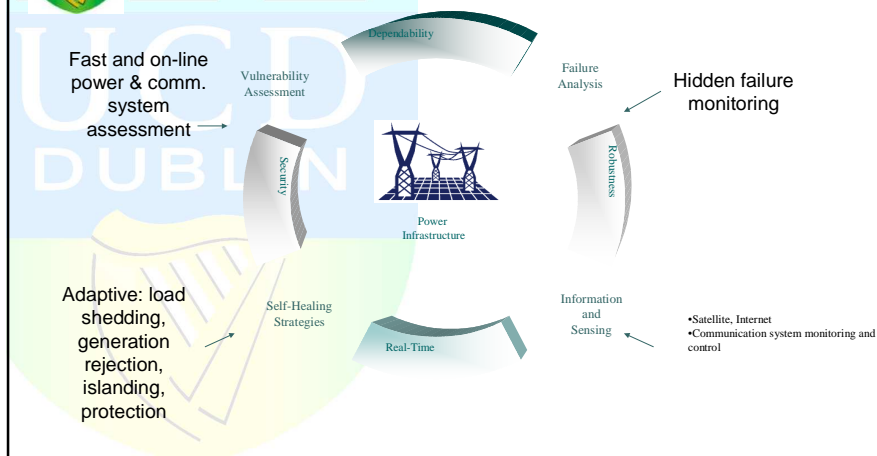 UCD
DUBLIN
Dependability
Fast and on-line
power & comm.
system
assessment
Vulnerability
Assessment
Failure
Analysis
Hidden failure
monitoring
Security
Robustness
Power
Infrastructure
Adaptive: load
shedding,
generation
rejection,
islanding,
protection
Self-Healing
Strategies
Information
and
Sensing
•Satellite, Internet
•Communication system monitoring and
control
Real-Time